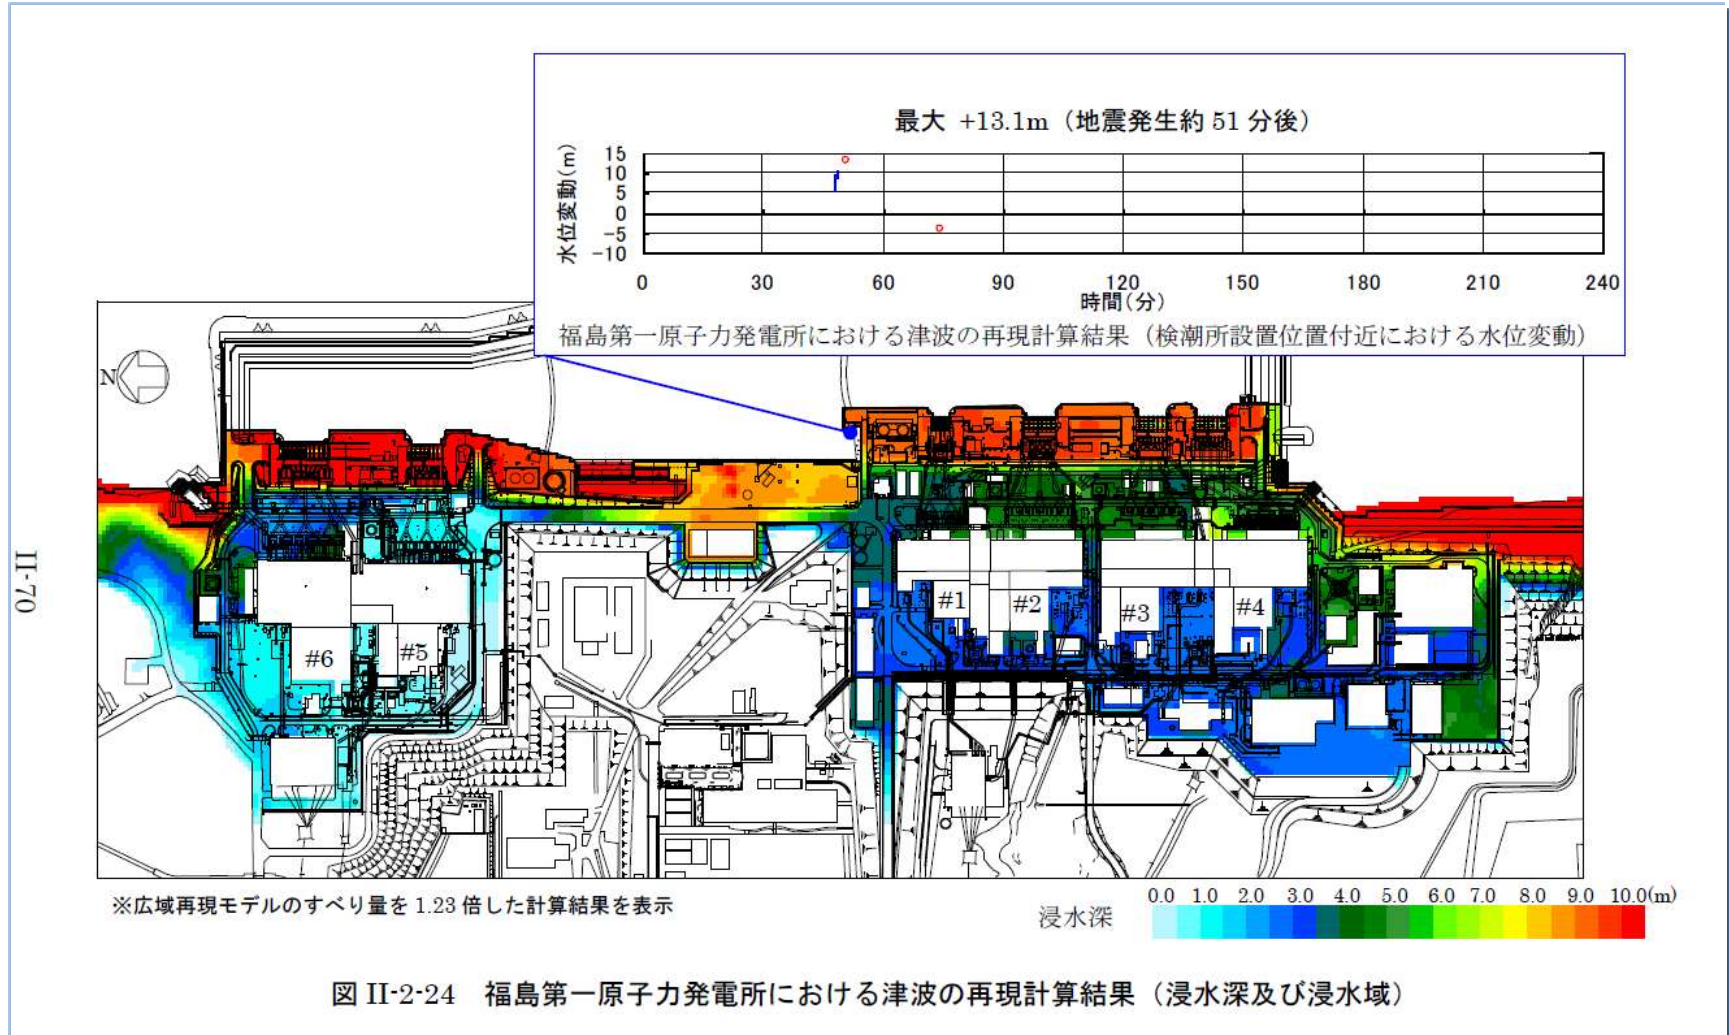 最大 +13.1m（地震発生約 51 分後）
水位変動(m)
15
10
5
0
−5
−10
0 30 60 90 120 150 180 210 240
時間(分)
福島第一原子力発電所における津波の再現計算結果（検潮所設置位置付近における水位変動）
N
#1
#2
#3
#4
#6
#5
II-70
※広域再現モデルのすべり量を 1.23 倍した計算結果を表示
浸水深
0.0 1.0 2.0 3.0 4.0 5.0 6.0 7.0 8.0 9.0 10.0(m)
図 II-2-24 福島第一原子力発電所における津波の再現計算結果（浸水深及び浸水域）